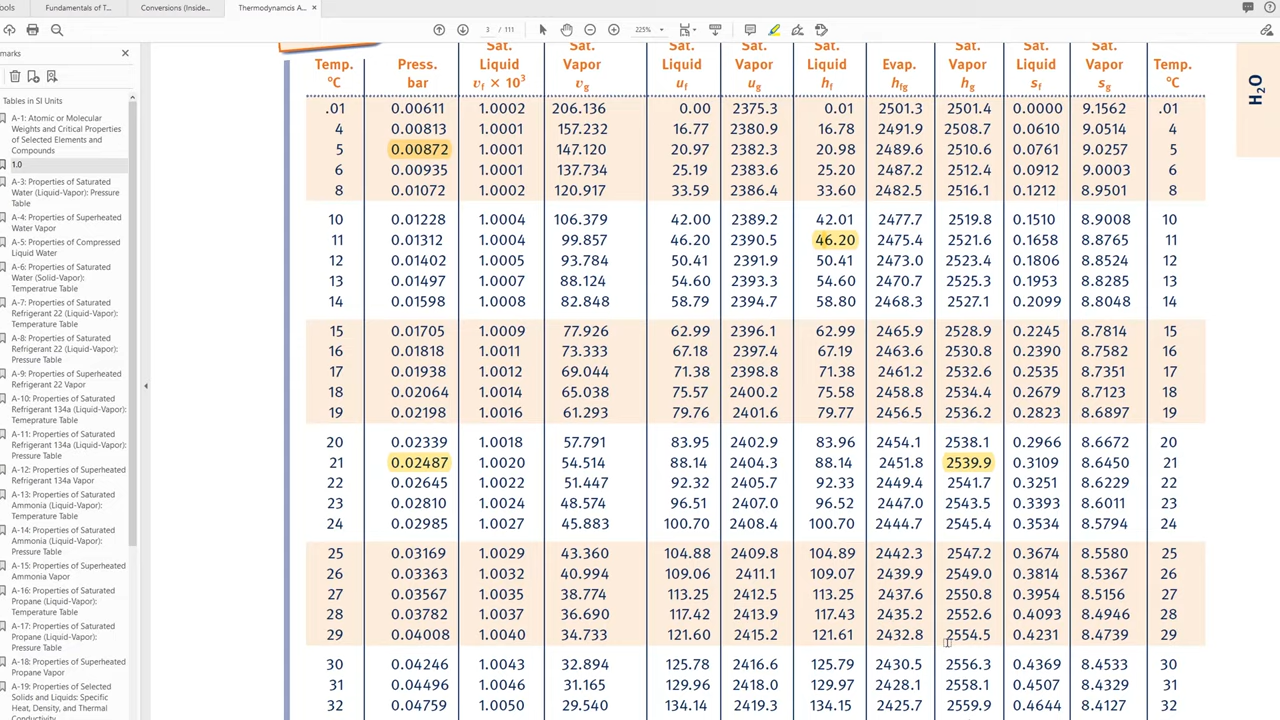 ools
Fundamentals of T...
Conversions (Inside...
Thermodynamcis A...
×
3 / 111
225%
marks
×
Tables in SI Units
A-1: Atomic or Molecular
Weights and Critical Properties
of Selected Elements and
Compounds
1.0
A-3: Properties of Saturated
Water (Liquid-Vapor): Pressure
Table
A-4: Properties of Superheated
Water Vapor
A-5: Properties of Compressed
Liquid Water
A-6: Properties of Saturated
Water (Solid-Vapor):
Temperatrue Table
A-7: Properties of Saturated
Refrigerant 22 (Liquid-Vapor):
Temperature Table
A-8: Properties of Saturated
Refrigerant 22 (Liquid-Vapor):
Pressure Table
A-9: Properties of Superheated
Refrigerant 22 Vapor
A-10: Properties of Saturated
Refrigerant 134a (Liquid-Vapor):
Temeprature Table
A-11: Properties of Saturated
Refrigerant 134a (Liquid-Vapor):
Pressure Table
A-12: Properties of Superheated
Refrigerant 134a Vapor
A-13: Properties of Saturated
Ammonia (Liquid-Vapor):
Temperature Table
A-14: Properties of Saturated
Ammonia (Liquid-Vapor):
Pressure Table
A-15: Properties of Superheated
Ammonia Vapor
A-16: Properties of Saturated
Propane (Liquid-Vapor):
Temperature Table
A-17: Properties of Saturated
Propane (Liquid-Vapor):
Pressure Table
A-18: Properties of Superheated
Propane Vapor
A-19: Properties of Selected
Solids and Liquids: Specific
Heat, Density, and Thermal
Conductivity
Sat. Sat. Sat. Sat. Sat. Sat. Sat. Sat.
Temp. Press. Liquid Vapor Liquid Vapor Liquid Evap. Vapor Liquid Vapor Temp.
°C bar vf × 10³ vg uf ug hf hfg hg sf sg °C
.01 0.00611 1.0002 206.136 0.00 2375.3 0.01 2501.3 2501.4 0.0000 9.1562 .01
4 0.00813 1.0001 157.232 16.77 2380.9 16.78 2491.9 2508.7 0.0610 9.0514 4
5 0.00872 1.0001 147.120 20.97 2382.3 20.98 2489.6 2510.6 0.0761 9.0257 5
6 0.00935 1.0001 137.734 25.19 2383.6 25.20 2487.2 2512.4 0.0912 9.0003 6
8 0.01072 1.0002 120.917 33.59 2386.4 33.60 2482.5 2516.1 0.1212 8.9501 8
10 0.01228 1.0004 106.379 42.00 2389.2 42.01 2477.7 2519.8 0.1510 8.9008 10
11 0.01312 1.0004 99.857 46.20 2390.5 46.20 2475.4 2521.6 0.1658 8.8765 11
12 0.01402 1.0005 93.784 50.41 2391.9 50.41 2473.0 2523.4 0.1806 8.8524 12
13 0.01497 1.0007 88.124 54.60 2393.3 54.60 2470.7 2525.3 0.1953 8.8285 13
14 0.01598 1.0008 82.848 58.79 2394.7 58.80 2468.3 2527.1 0.2099 8.8048 14
15 0.01705 1.0009 77.926 62.99 2396.1 62.99 2465.9 2528.9 0.2245 8.7814 15
16 0.01818 1.0011 73.333 67.18 2397.4 67.19 2463.6 2530.8 0.2390 8.7582 16
17 0.01938 1.0012 69.044 71.38 2398.8 71.38 2461.2 2532.6 0.2535 8.7351 17
18 0.02064 1.0014 65.038 75.57 2400.2 75.58 2458.8 2534.4 0.2679 8.7123 18
19 0.02198 1.0016 61.293 79.76 2401.6 79.77 2456.5 2536.2 0.2823 8.6897 19
20 0.02339 1.0018 57.791 83.95 2402.9 83.96 2454.1 2538.1 0.2966 8.6672 20
21 0.02487 1.0020 54.514 88.14 2404.3 88.14 2451.8 2539.9 0.3109 8.6450 21
22 0.02645 1.0022 51.447 92.32 2405.7 92.33 2449.4 2541.7 0.3251 8.6229 22
23 0.02810 1.0024 48.574 96.51 2407.0 96.52 2447.0 2543.5 0.3393 8.6011 23
24 0.02985 1.0027 45.883 100.70 2408.4 100.70 2444.7 2545.4 0.3534 8.5794 24
25 0.03169 1.0029 43.360 104.88 2409.8 104.89 2442.3 2547.2 0.3674 8.5580 25
26 0.03363 1.0032 40.994 109.06 2411.1 109.07 2439.9 2549.0 0.3814 8.5367 26
27 0.03567 1.0035 38.774 113.25 2412.5 113.25 2437.6 2550.8 0.3954 8.5156 27
28 0.03782 1.0037 36.690 117.42 2413.9 117.43 2435.2 2552.6 0.4093 8.4946 28
29 0.04008 1.0040 34.733 121.60 2415.2 121.61 2432.8 2554.5 0.4231 8.4739 29
30 0.04246 1.0043 32.894 125.78 2416.6 125.79 2430.5 2556.3 0.4369 8.4533 30
31 0.04496 1.0046 31.165 129.96 2418.0 129.97 2428.1 2558.1 0.4507 8.4329 31
32 0.04759 1.0050 29.540 134.14 2419.3 134.15 2425.7 2559.9 0.4644 8.4127 32
H₂O